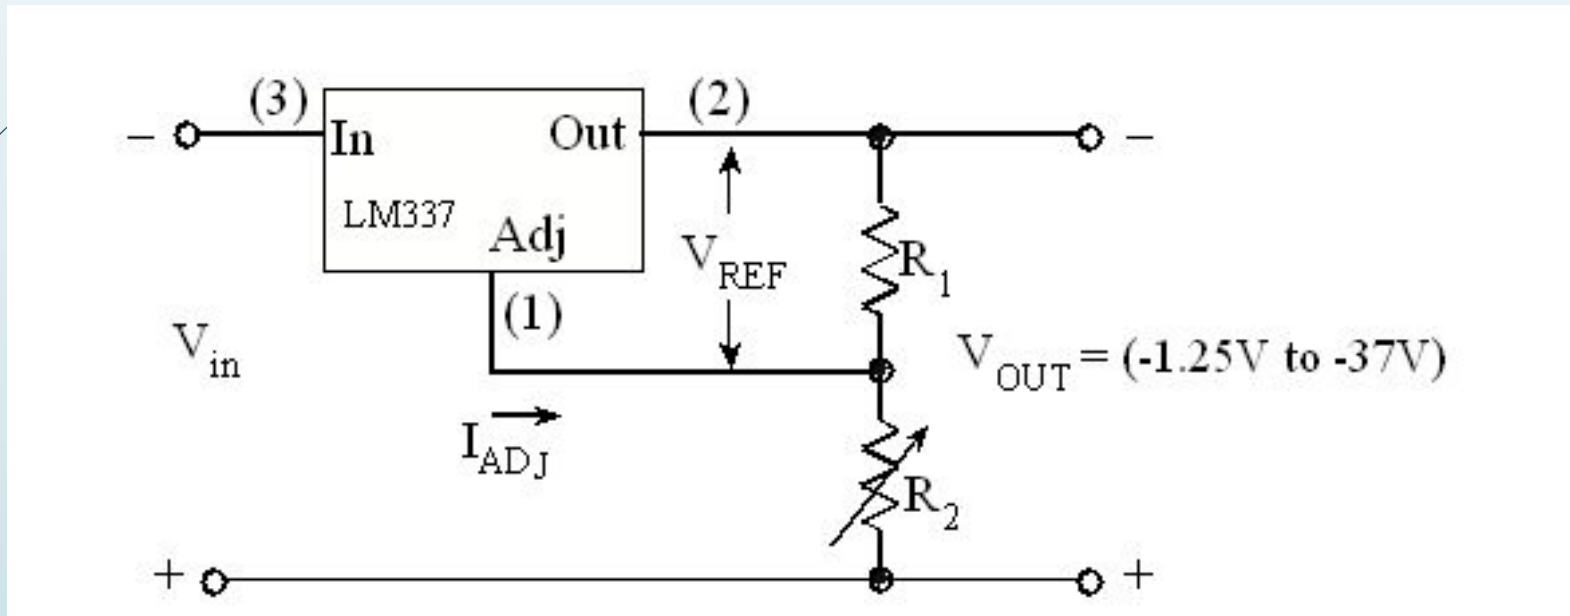 (3)
(2)
– In Out –
LM337
Adj
V_REF
R_1
(1)
V_in
V_OUT = (-1.25V to -37V)
I_ADJ
R_2
+ +